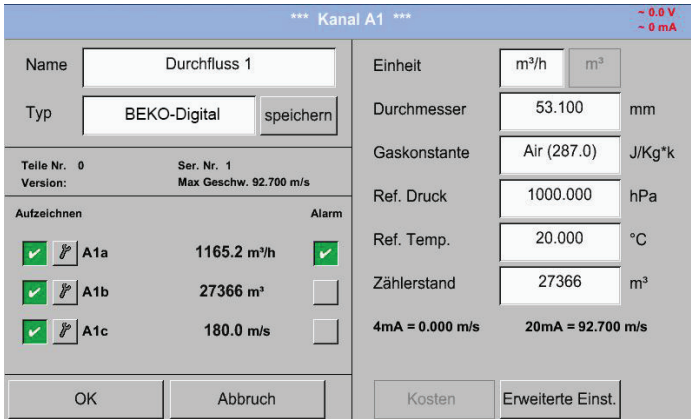 *** Kanal A1 ***
~ 0.0 V
~ 0 mA
Name Durchfluss 1
Typ BEKO-Digital speichern
Teile Nr. 0 Ser. Nr. 1
Version: Max Geschw. 92.700 m/s
Aufzeichnen Alarm
A1a 1165.2 m³/h
A1b 27366 m³
A1c 180.0 m/s
OK Abbruch
Einheit m³/h m³
Durchmesser 53.100 mm
Gaskonstante Air (287.0) J/Kg*k
Ref. Druck 1000.000 hPa
Ref. Temp. 20.000 °C
Zählerstand 27366 m³
4mA = 0.000 m/s 20mA = 92.700 m/s
Kosten Erweiterte Einst.